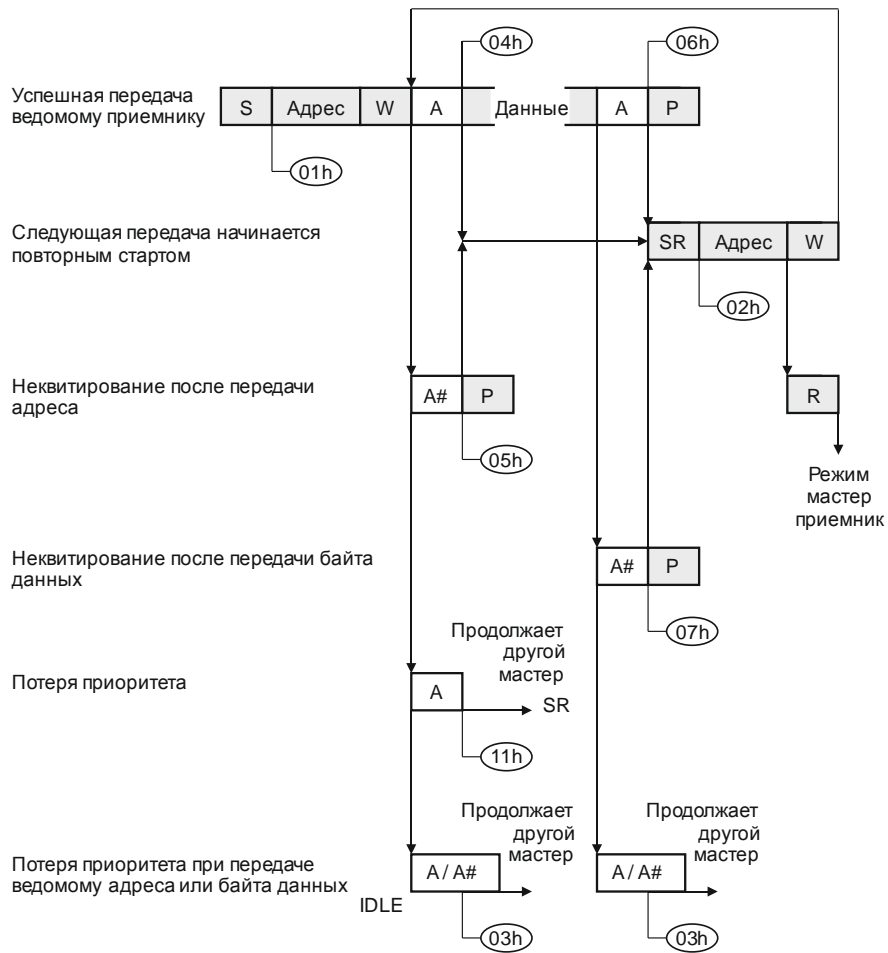 04h
06h
Успешная передача
ведомому приемнику
S Адрес W A Данные A P
01h
Следующая передача начинается
повторным стартом
SR Адрес W
02h
Неквитирование после передачи
адреса
A# P
R
05h
Режим
мастер
приемник
Неквитирование после передачи байта
данных
A# P
07h
Продолжает
другой
мастер
Потеря приоритета
A
SR
11h
Продолжает
другой
мастер
Продолжает
другой
мастер
Потеря приоритета при передаче
ведомому адреса или байта данных
A / A#
A / A#
IDLE
03h
03h